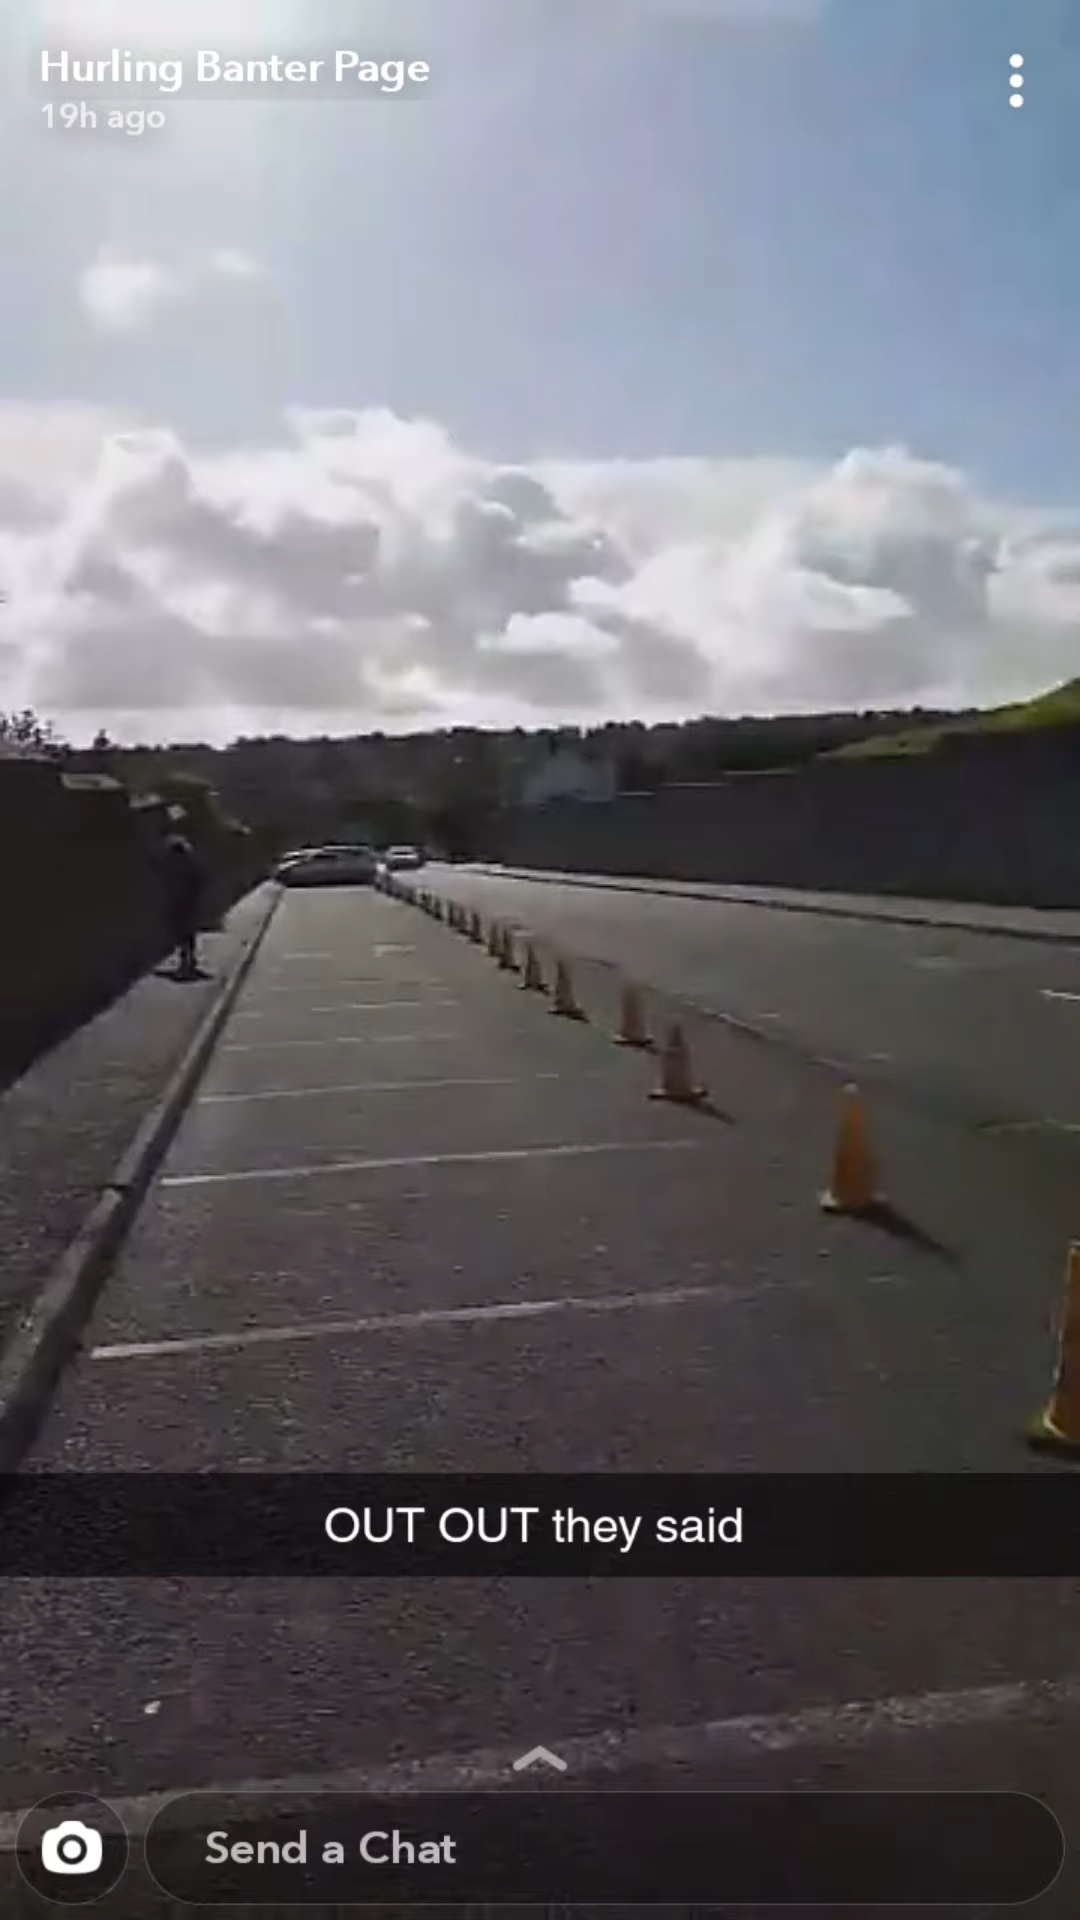 Hurling Banter Page
19h ago
OUT OUT they said
Send a Chat